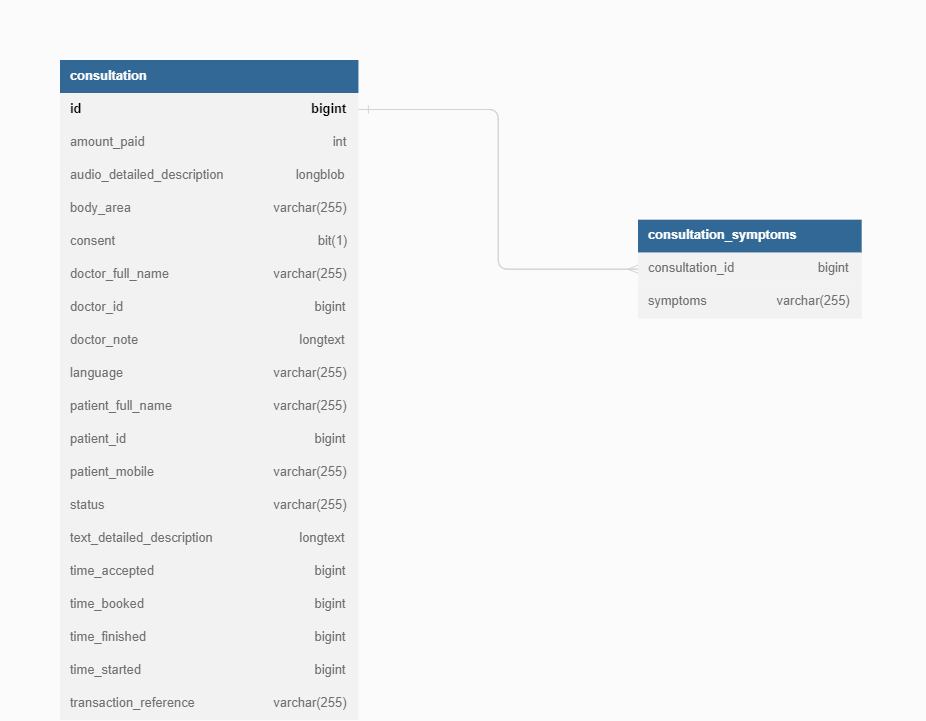 consultation
id bigint
amount_paid int
audio_detailed_description longblob
body_area varchar(255)
consent bit(1)
doctor_full_name varchar(255)
doctor_id bigint
doctor_note longtext
language varchar(255)
patient_full_name varchar(255)
patient_id bigint
patient_mobile varchar(255)
status varchar(255)
text_detailed_description longtext
time_accepted bigint
time_booked bigint
time_finished bigint
time_started bigint
transaction_reference varchar(255)
consultation_symptoms
consultation_id bigint
symptoms varchar(255)